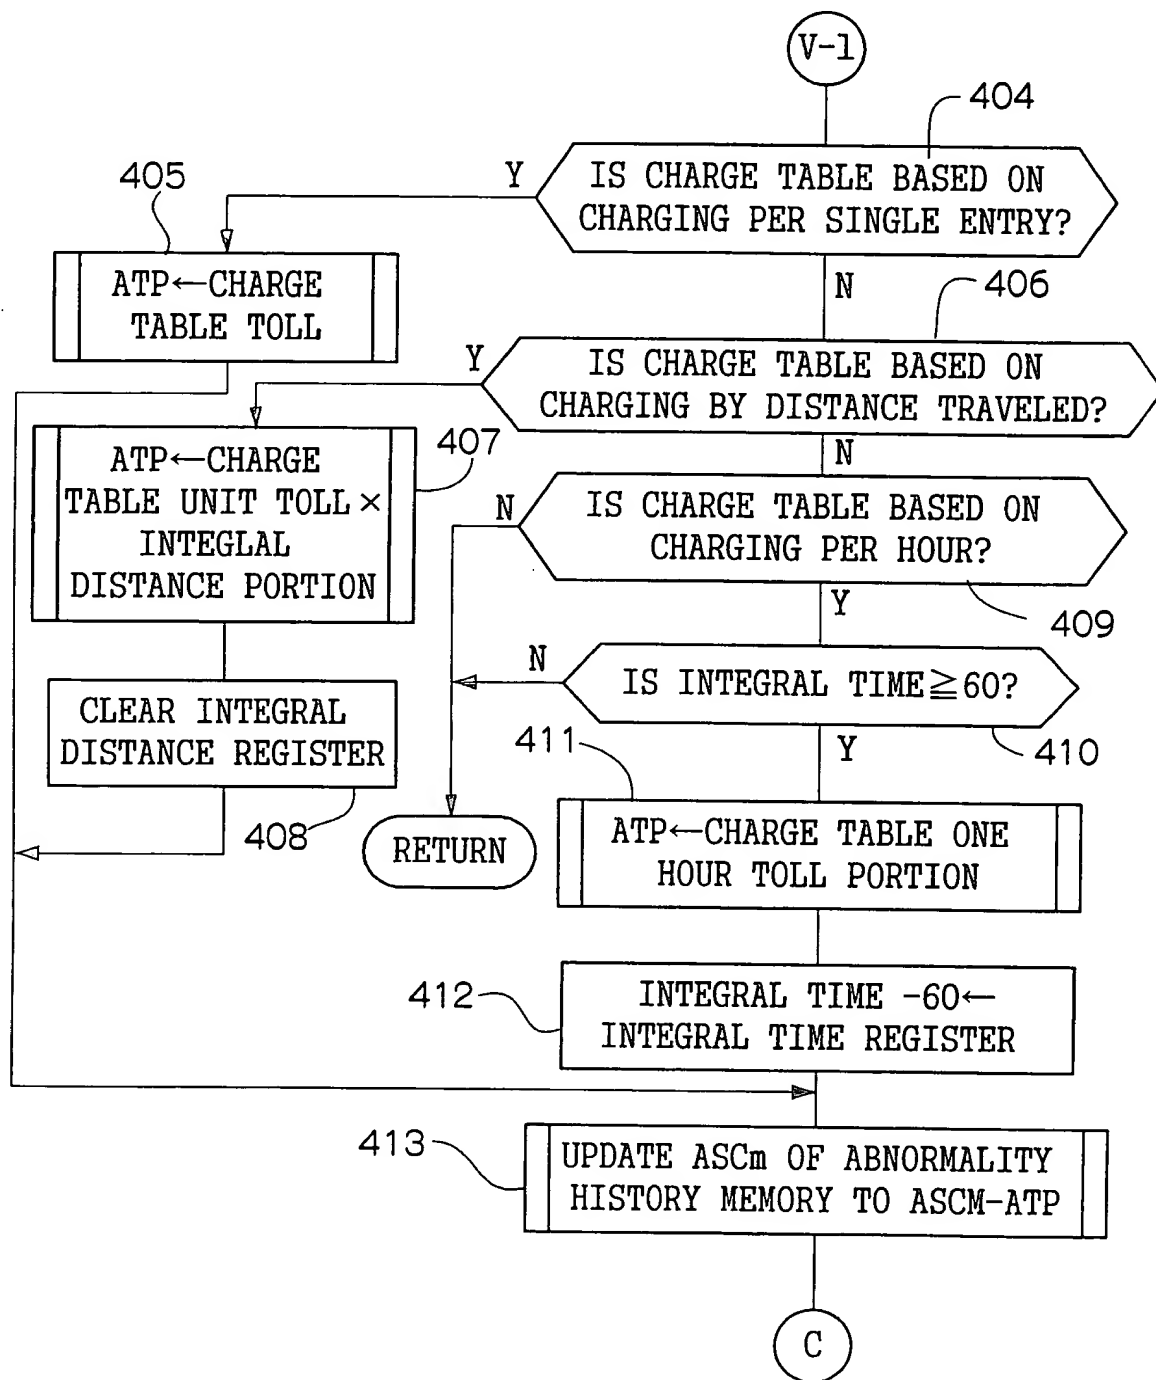 V-1
404
Y
IS CHARGE TABLE BASED ON
CHARGING PER SINGLE ENTRY?
405
N
406
ATP←CHARGE
TABLE TOLL
Y
IS CHARGE TABLE BASED ON
CHARGING BY DISTANCE TRAVELED?
N
407
ATP←CHARGE
TABLE UNIT TOLL×
INTEGLAL
DISTANCE PORTION
N
IS CHARGE TABLE BASED ON
CHARGING PER HOUR?
Y
409
N
IS INTEGRAL TIME≧60?
CLEAR INTEGRAL
DISTANCE REGISTER
411
Y
410
408
RETURN
ATP←CHARGE TABLE ONE
HOUR TOLL PORTION
412
INTEGRAL TIME -60←
INTEGRAL TIME REGISTER
413
UPDATE ASCm OF ABNORMALITY
HISTORY MEMORY TO ASCM-ATP
C